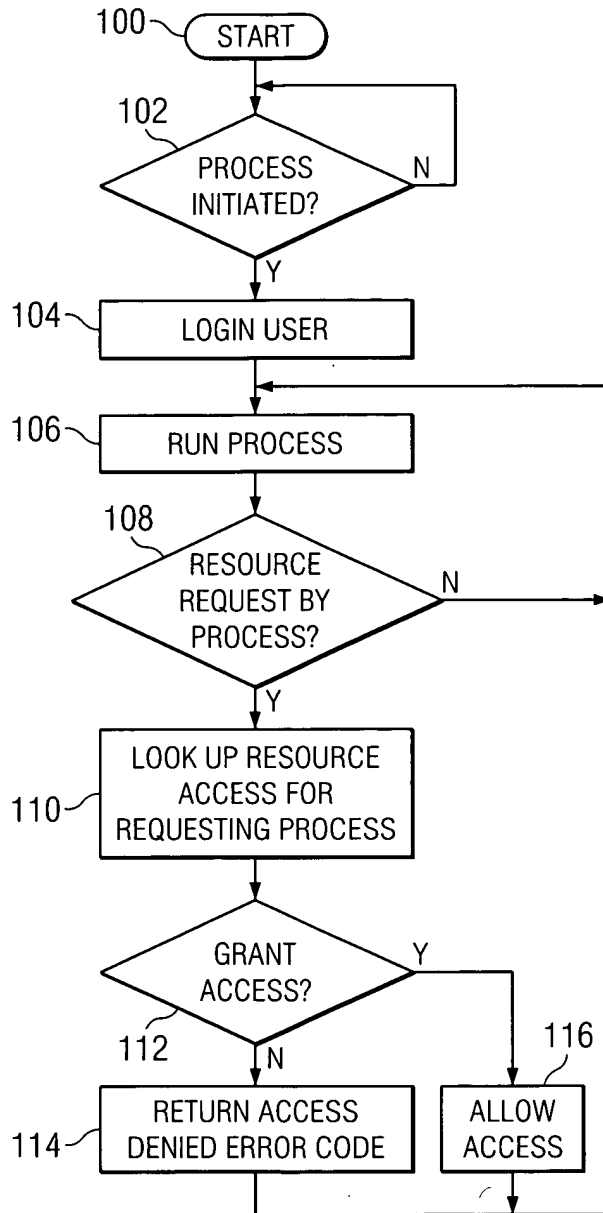 100
START
102
PROCESS
INITIATED?
N
Y
104
LOGIN USER
106
RUN PROCESS
108
RESOURCE
REQUEST BY
PROCESS?
N
Y
110
LOOK UP RESOURCE
ACCESS FOR
REQUESTING PROCESS
GRANT
ACCESS?
Y
112
N
116
114
RETURN ACCESS
DENIED ERROR CODE
ALLOW
ACCESS